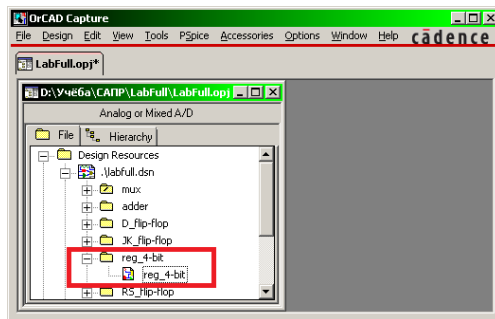 OrCAD Capture
File Design Edit View Tools PSpice Accessories Options Window Help cādence
LabFull.opj*
D:\Учёба\САПР\LabFull\LabFull.opj
Analog or Mixed A/D
File Hierarchy
Design Resources
.\labfull.dsn
mux
adder
D_flip-flop
JK_flip-flop
reg_4-bit
reg_4-bit
RS_flip-flop